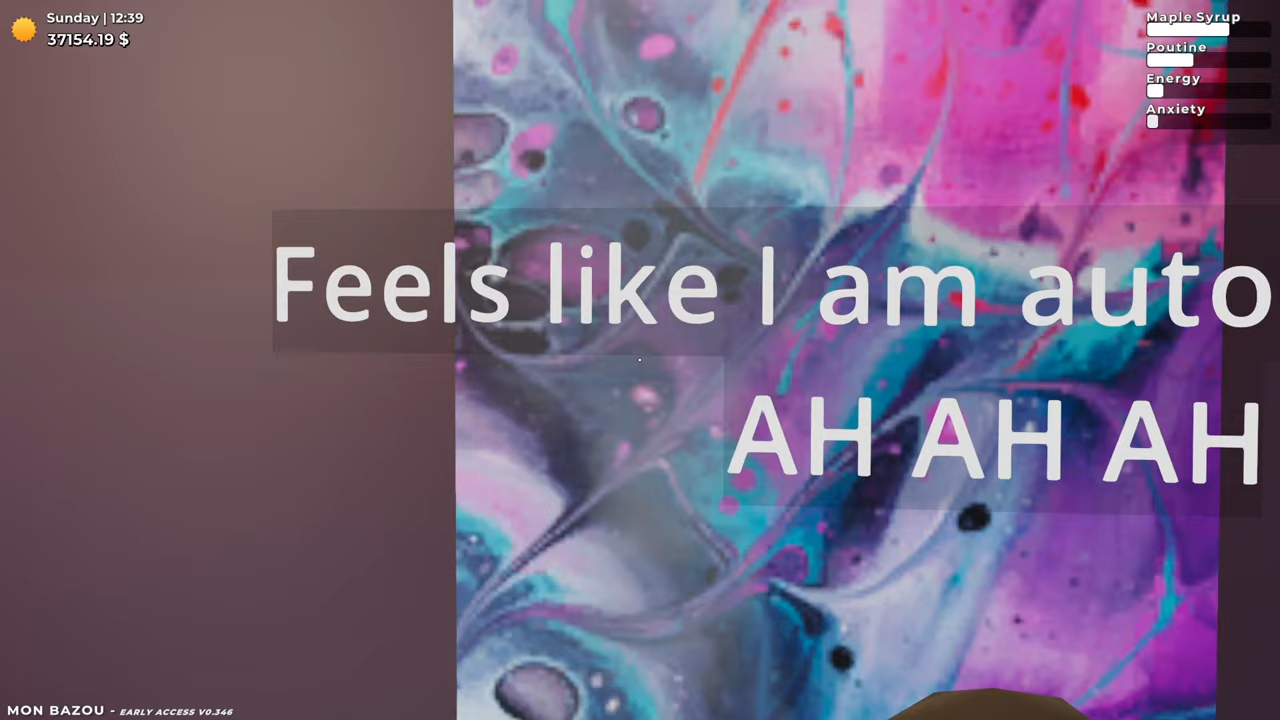 Sunday | 12:39
37154.19 $
Maple Syrup
Poutine
Energy
Anxiety
Feels like I am auto
AH AH AH
MON BAZOU - EARLY ACCESS V0.346